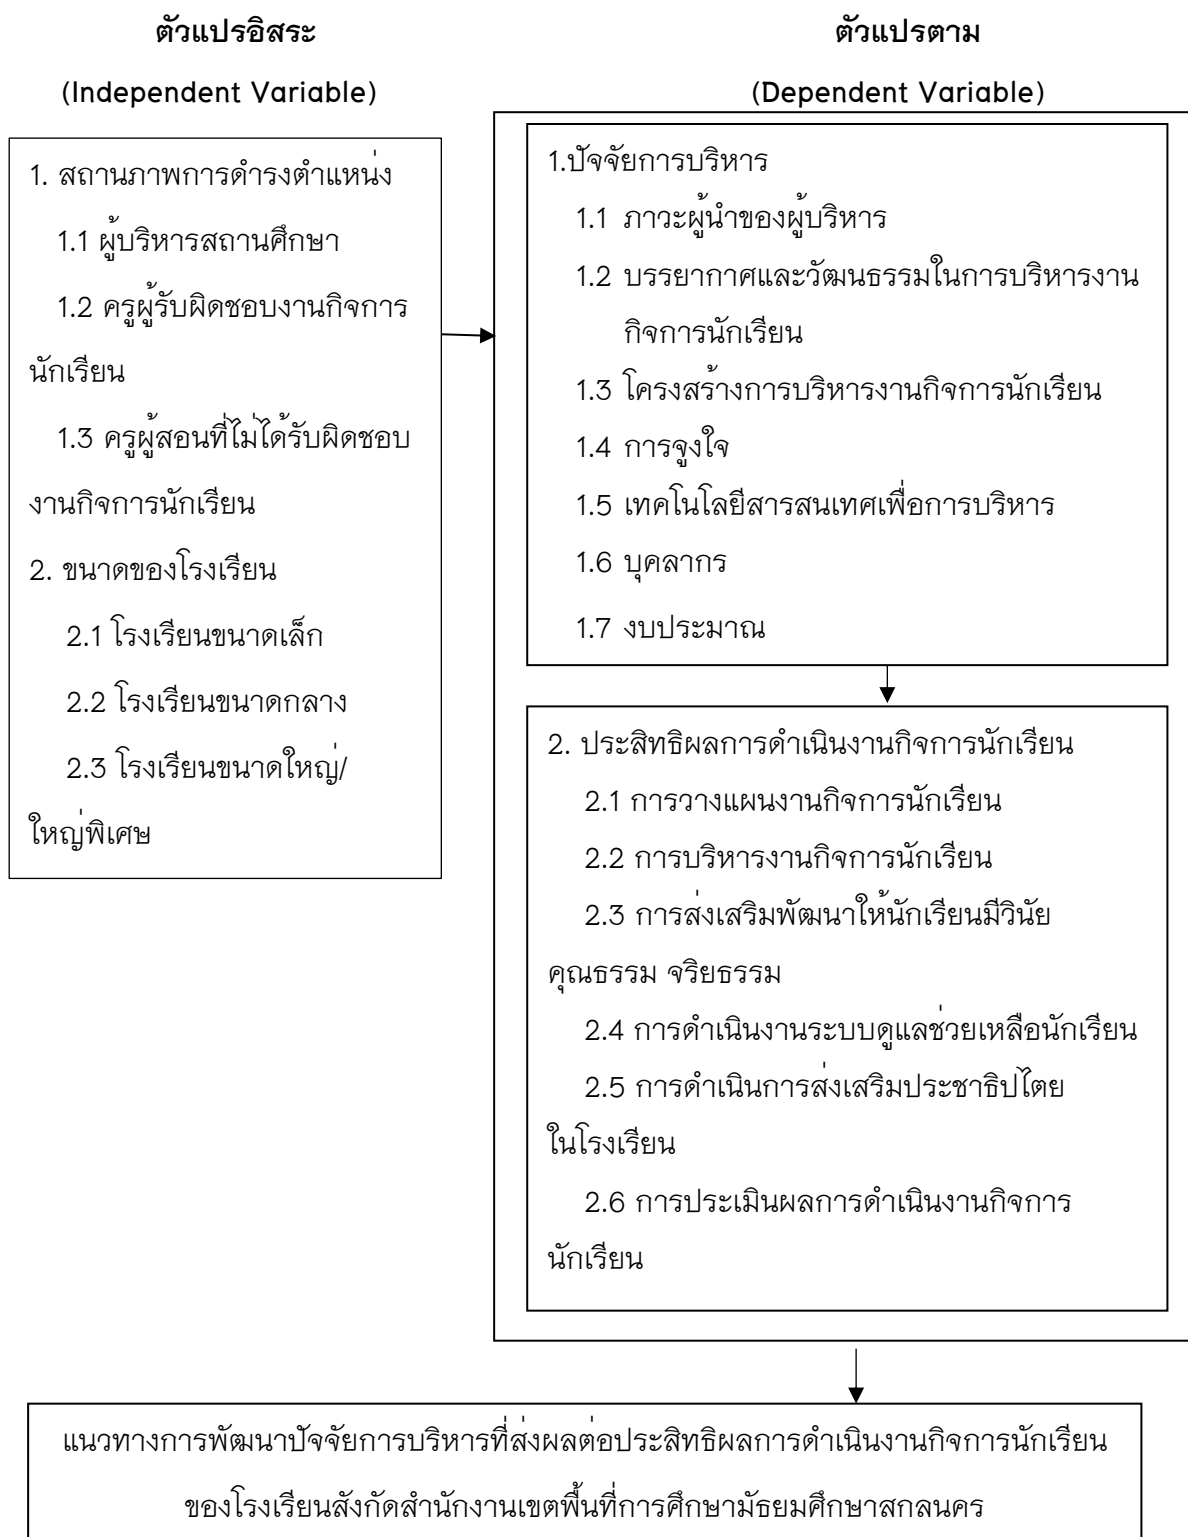 ตัวแปรอิสระ
(Independent Variable)
1. สถานภาพการดำรงตำแหน่ง
1.1 ผู้บริหารสถานศึกษา
1.2 ครูผู้รับผิดชอบงานกิจการ
นักเรียน
1.3 ครูผู้สอนที่ไม่ได้รับผิดชอบ
งานกิจการนักเรียน
2. ขนาดของโรงเรียน
2.1 โรงเรียนขนาดเล็ก
2.2 โรงเรียนขนาดกลาง
2.3 โรงเรียนขนาดใหญ่/
ใหญ่พิเศษ
ตัวแปรตาม
(Dependent Variable)
1.ปัจจัยการบริหาร
1.1 ภาวะผู้นำของผู้บริหาร
1.2 บรรยากาศและวัฒนธรรมในการบริหารงาน
กิจการนักเรียน
1.3 โครงสร้างการบริหารงานกิจการนักเรียน
1.4 การจูงใจ
1.5 เทคโนโลยีสารสนเทศเพื่อการบริหาร
1.6 บุคลากร
1.7 งบประมาณ
2. ประสิทธิผลการดำเนินงานกิจการนักเรียน
2.1 การวางแผนงานกิจการนักเรียน
2.2 การบริหารงานกิจการนักเรียน
2.3 การส่งเสริมพัฒนาให้นักเรียนมีวินัย
คุณธรรม จริยธรรม
2.4 การดำเนินงานระบบดูแลช่วยเหลือนักเรียน
2.5 การดำเนินการส่งเสริมประชาธิปไตย
ในโรงเรียน
2.6 การประเมินผลการดำเนินงานกิจการ
นักเรียน
แนวทางการพัฒนาปัจจัยการบริหารที่ส่งผลต่อประสิทธิผลการดำเนินงานกิจการนักเรียน
ของโรงเรียนสังกัดสำนักงานเขตพื้นที่การศึกษามัธยมศึกษาสกลนคร